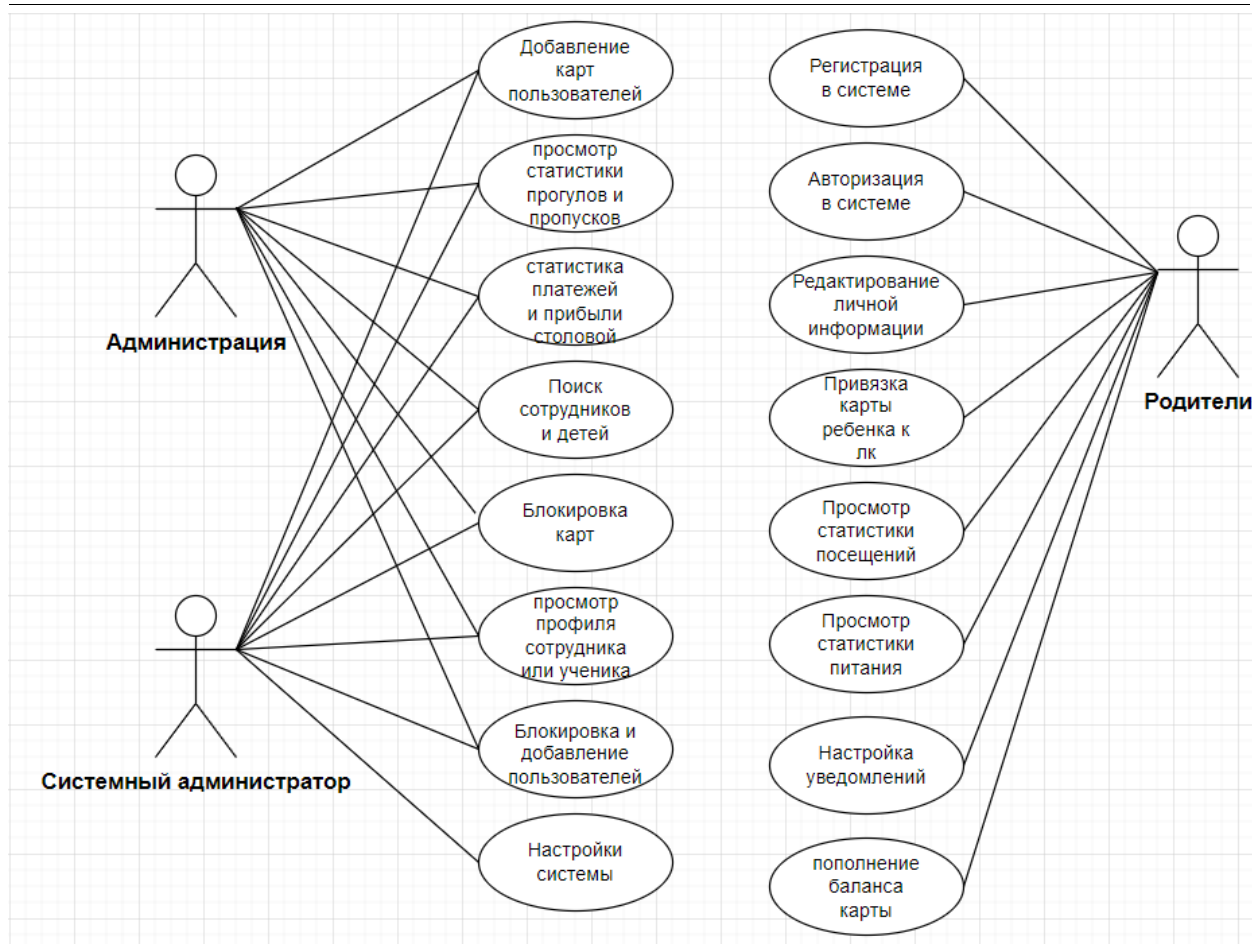 Добавление
карт
пользователей
просмотр
статистики
прогулов и
пропусков
статистика
платежей
и прибыли
столовой
Администрация
Поиск
сотрудников
и детей
Блокировка
карт
просмотр
профиля
сотрудника
или ученика
Блокировка и
добавление
пользователей
Системный администратор
Настройки
системы
Регистрация
в системе
Авторизация
в системе
Редактирование
личной
информации
Привязка
карты
ребенка к
лк
Родители
Просмотр
статистики
посещений
Просмотр
статистики
питания
Настройка
уведомлений
пополнение
баланса
карты